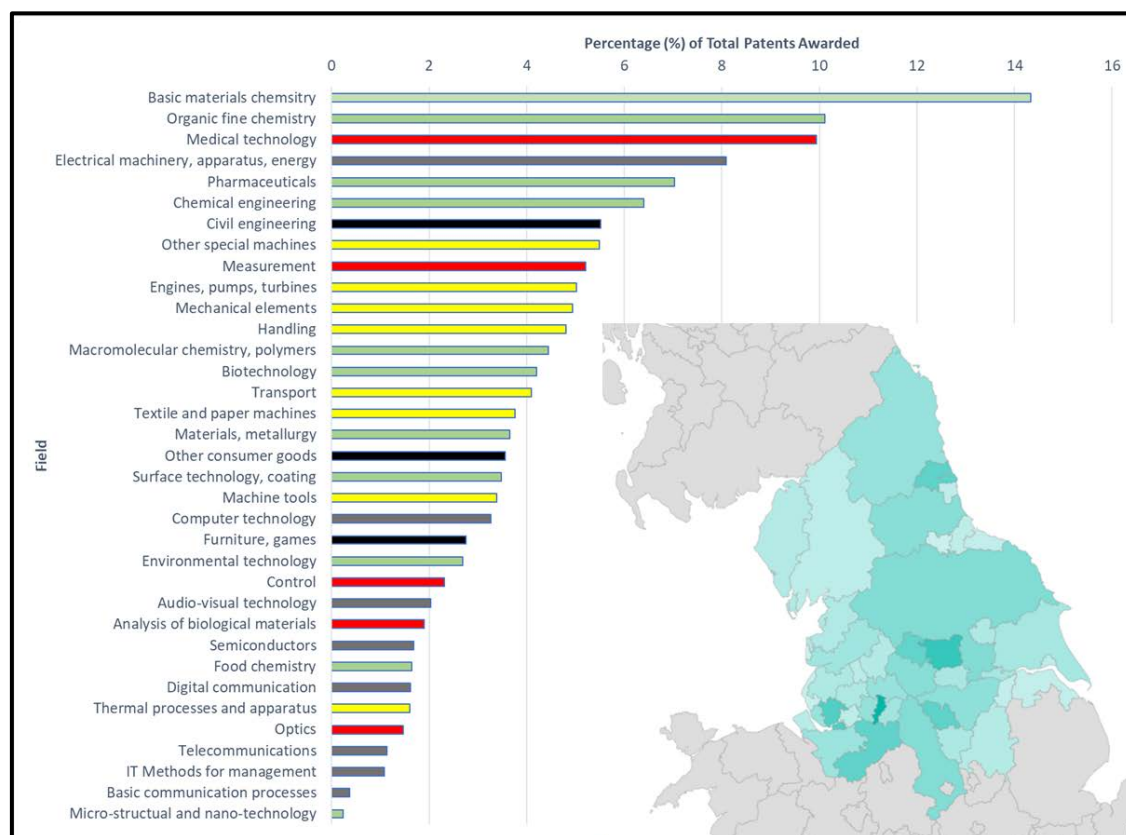 Percentage (%) of Total Patents Awarded
0 2 4 6 8 10 12 14 16
Basic materials chemsitry
Organic fine chemistry
Medical technology
Electrical machinery, apparatus, energy
Pharmaceuticals
Chemical engineering
Civil engineering
Other special machines
Measurement
Engines, pumps, turbines
Mechanical elements
Handling
Macromolecular chemistry, polymers
Biotechnology
Transport
Textile and paper machines
Materials, metallurgy
Other consumer goods
Field
Surface technology, coating
Machine tools
Computer technology
Furniture, games
Environmental technology
Control
Audio-visual technology
Analysis of biological materials
Semiconductors
Food chemistry
Digital communication
Thermal processes and apparatus
Optics
Telecommunications
IT Methods for management
Basic communication processes
Micro-structual and nano-technology